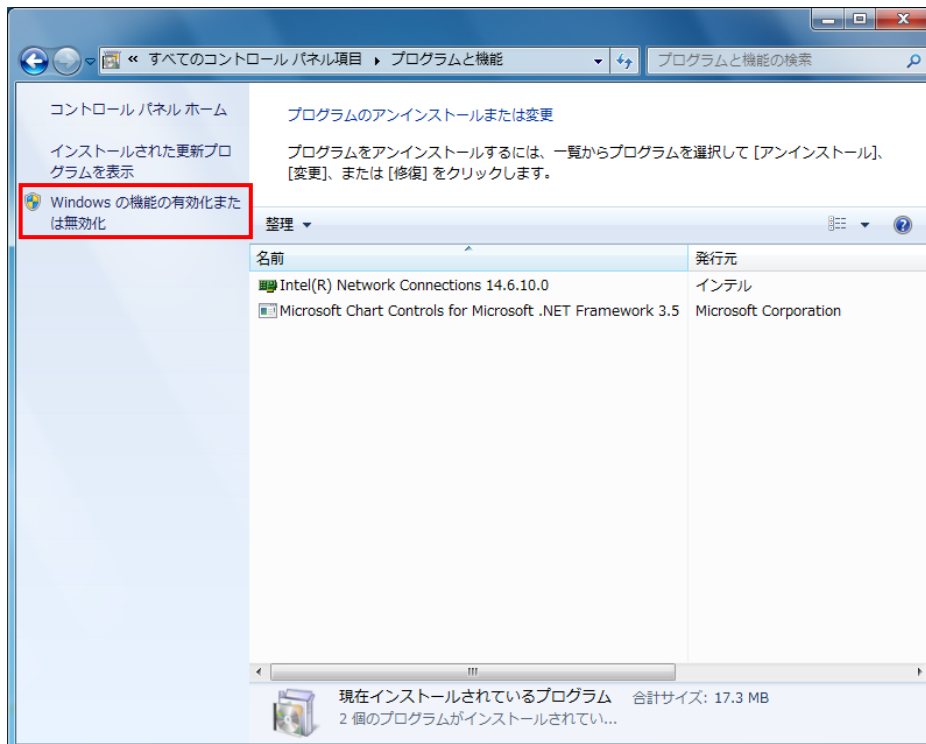 « すべてのコントロール パネル項目 ▸ プログラムと機能
プログラムと機能の検索
コントロール パネル ホーム
インストールされた更新プロ
グラムを表示
Windows の機能の有効化また
は無効化
プログラムのアンインストールまたは変更
プログラムをアンインストールするには、一覧からプログラムを選択して [アンインストール]、
[変更]、または [修復] をクリックします。
整理
名前
発行元
Intel(R) Network Connections 14.6.10.0
インテル
Microsoft Chart Controls for Microsoft .NET Framework 3.5
Microsoft Corporation
現在インストールされているプログラム 合計サイズ: 17.3 MB
2 個のプログラムがインストールされてい...